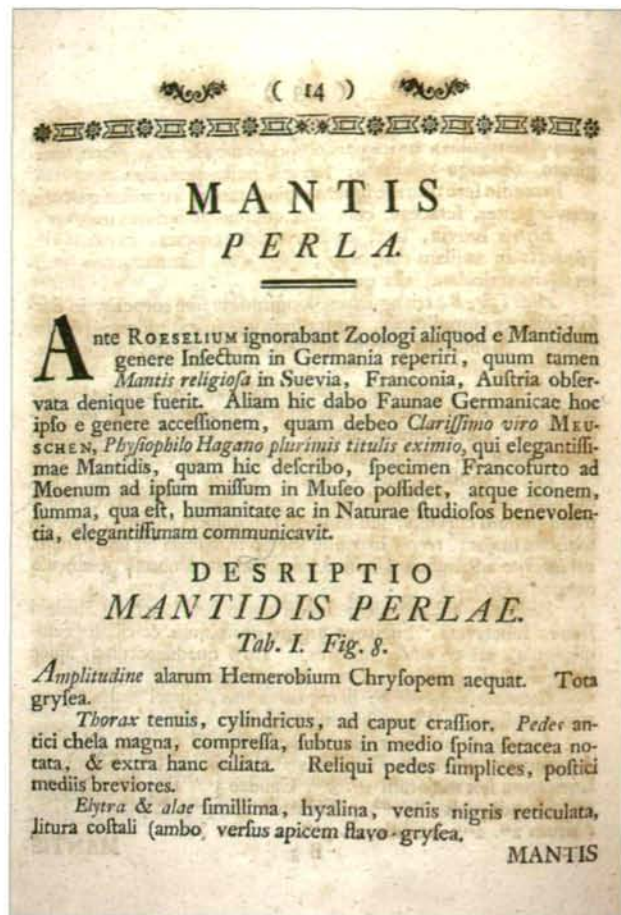 ( 14 )
MANTIS
PERLA.
Ante ROESELIUM ignorabant Zoologi aliquod e Mantidum
genere Inſectum in Germania reperiri, quum tamen
Mantis religioſa in Suevia, Franconia, Auſtria obſer-
vata denique fuerit. Aliam hic dabo Faunae Germanicae hoc
ipſo e genere acceſſionem, quam debeo Clariſſimo viro MEU-
SCHEN, Phyſiophilo Hagano plurimis titulis eximio, qui elegantiſſi-
mae Mantidis, quam hic deſcribo, ſpecimen Francofurto ad
Moenum ad ipſum miſſum in Muſeo poſſidet, atque iconem,
ſumma, qua eſt, humanitate ac in Naturae ſtudioſos benevolen-
tia, elegantiſſimam communicavit.
DESRIPTIO
MANTIDIS PERLAE.
Tab. I. Fig. 8.
Amplitudine alarum Hemerobium Chryſopem aequat. Tota
gryſea.
Thorax tenuis, cylindricus, ad caput craſſior. Pedes an-
tici chela magna, compreſſa, ſubtus in medio ſpina ſetacea no-
tata, & extra hanc ciliata. Reliqui pedes ſimplices, poſtici
mediis breviores.
Elytra & alae ſimillima, hyalina, venis nigris reticulata,
litura coſtali (ambo) verſus apicem flavo-gryſea.
MANTIS